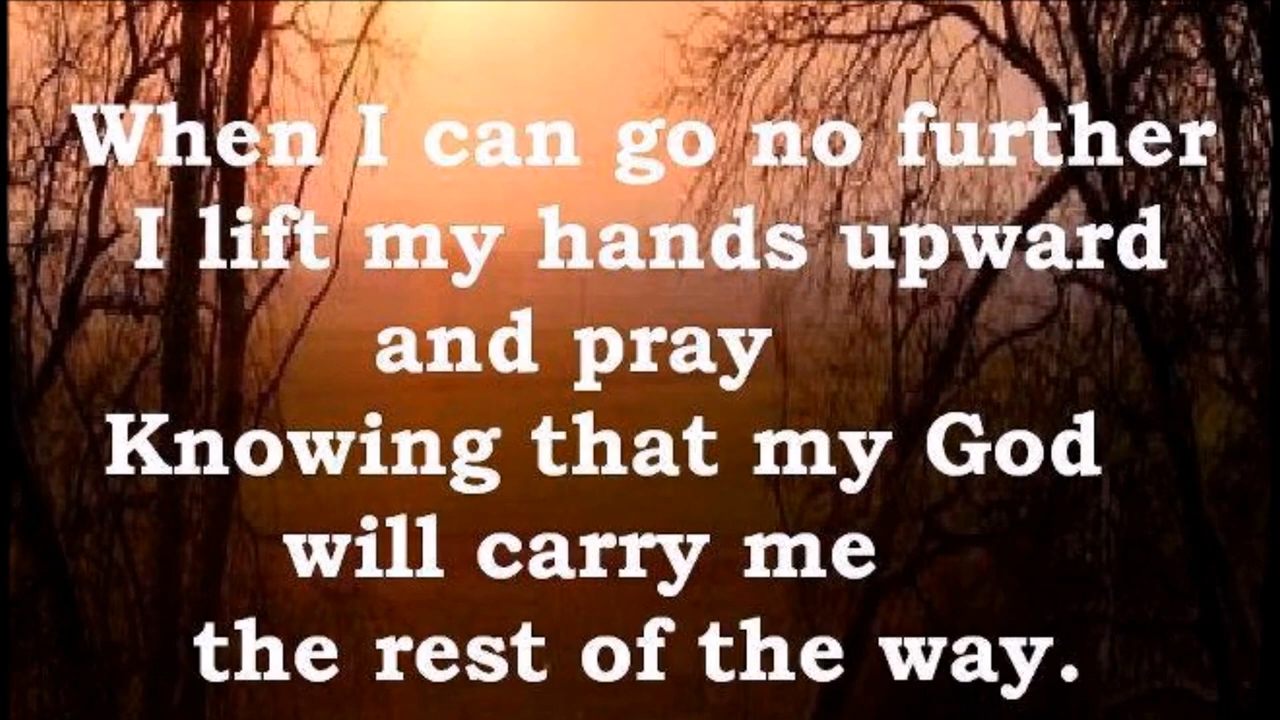 When I can go no further
I lift my hands upward
and pray
Knowing that my God
will carry me
the rest of the way.